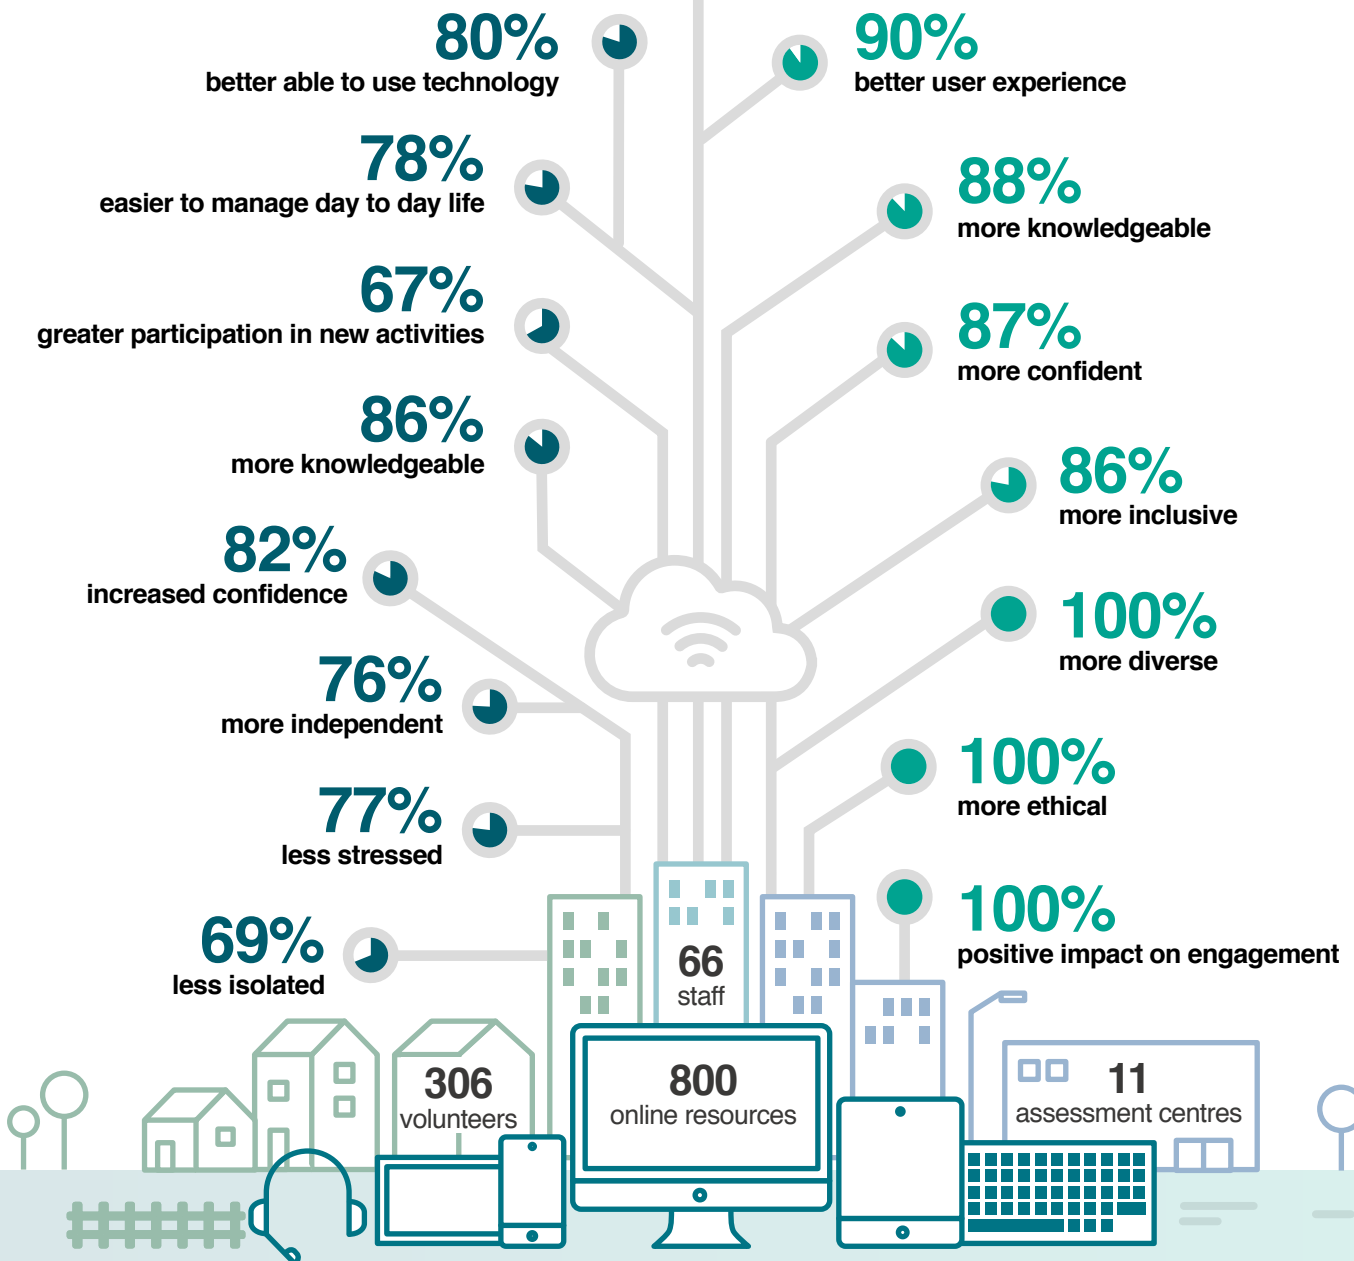 80%
better able to use technology
78%
easier to manage day to day life
67%
greater participation in new activities
86%
more knowledgeable
82%
increased confidence
76%
more independent
77%
less stressed
69%
less isolated
90%
better user experience
88%
more knowledgeable
87%
more confident
86%
more inclusive
100%
more diverse
100%
more ethical
100%
positive impact on engagement
66
staff
306
volunteers
800
online resources
11
assessment centres